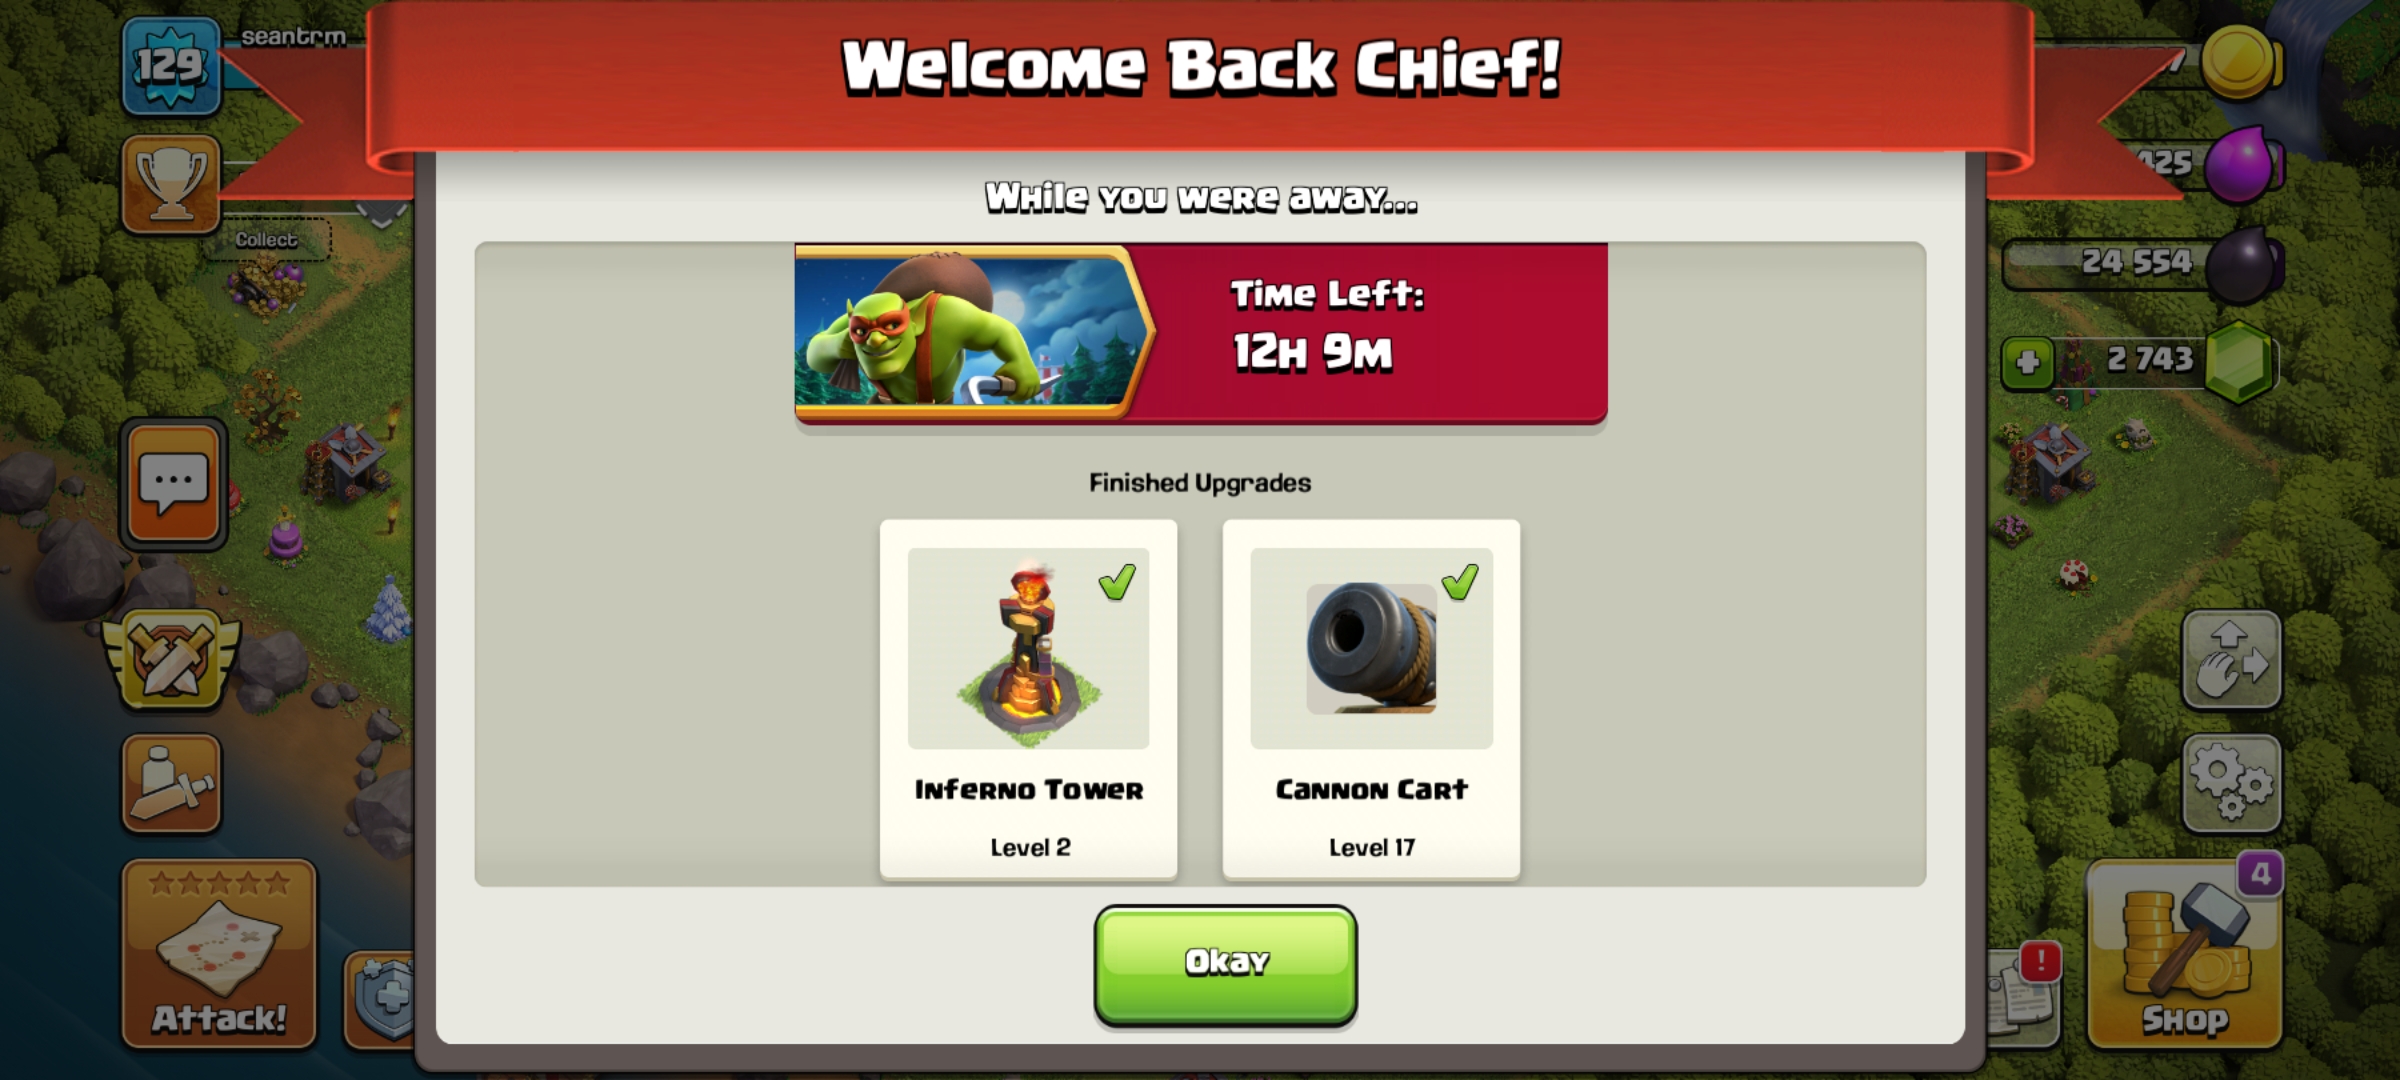 Welcome Back Chief!
129
seantrm
While you were away...
425
Collect
Time Left:
12H 9M
24 554
2 743
Finished Upgrades
Inferno Tower
Level 2
Cannon Cart
Level 17
Okay
Attack!
4
!
Shop